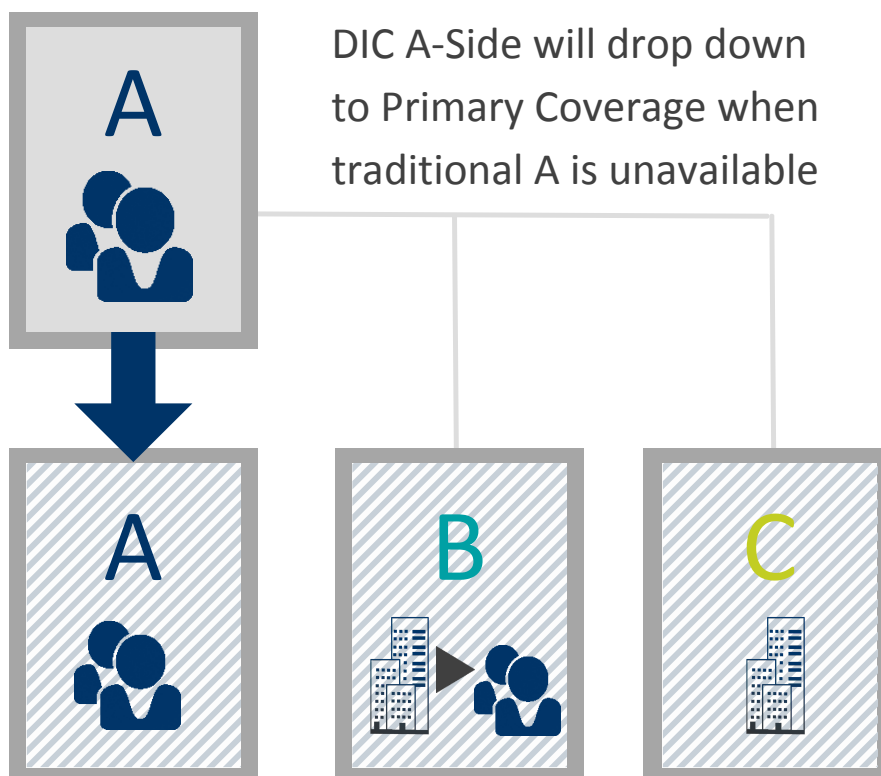 A
DIC A-Side will drop down
to Primary Coverage when
traditional A is unavailable
A
B
C